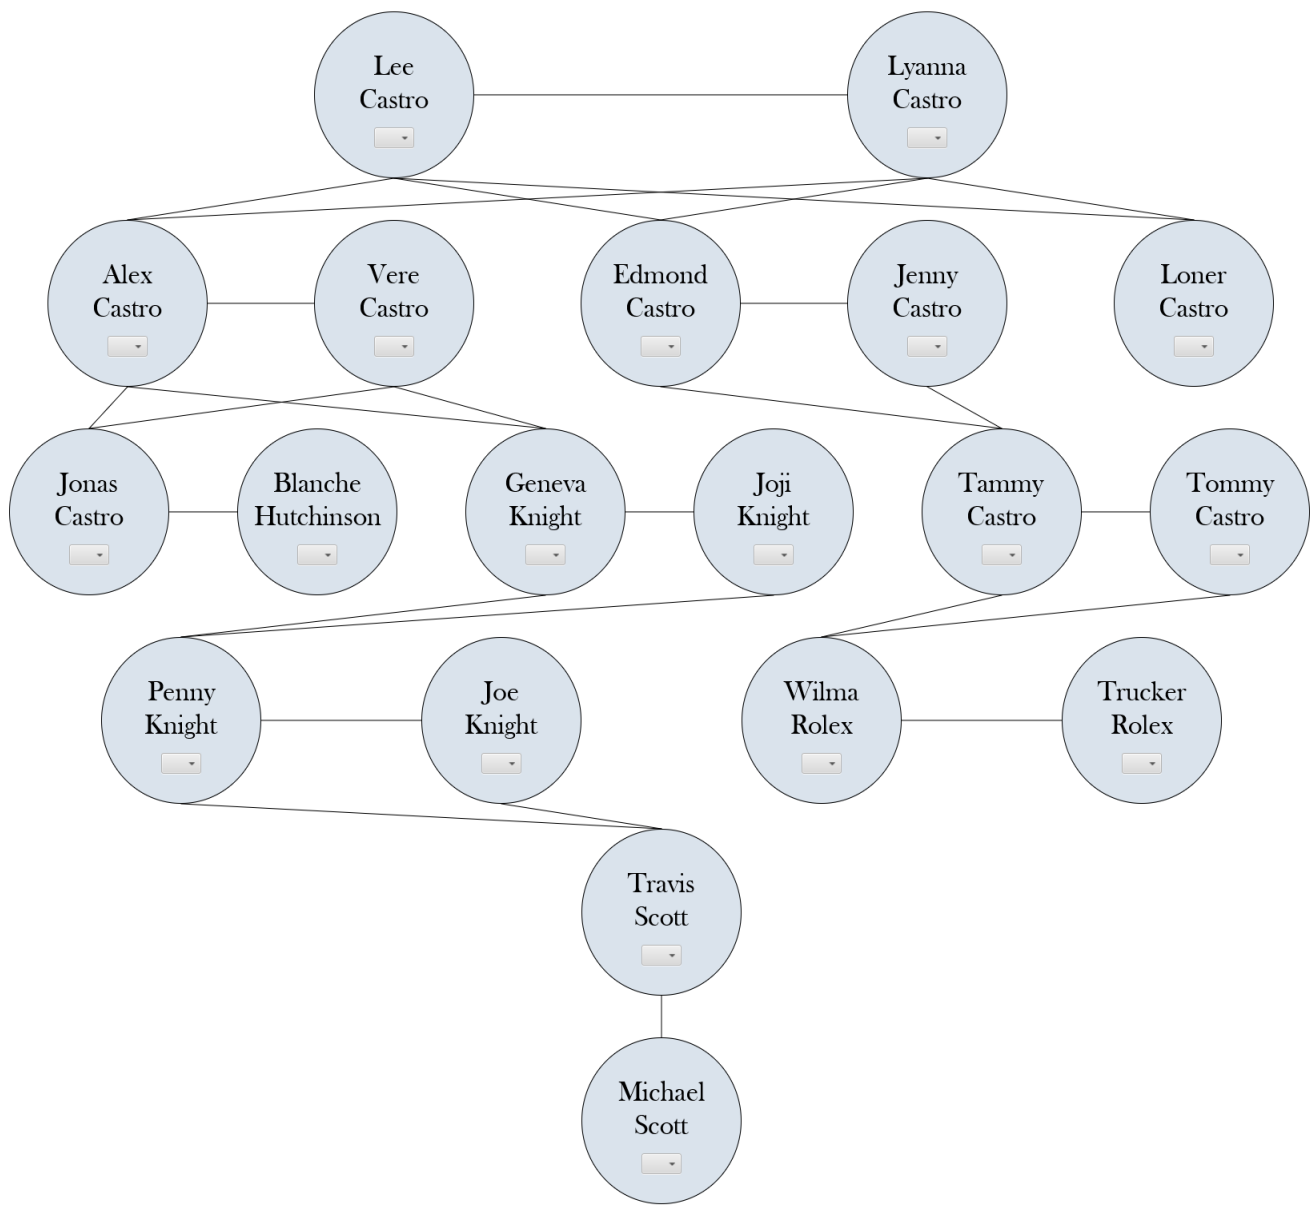 Lee
Castro
Lyanna
Castro
Alex
Castro
Vere
Castro
Edmond
Castro
Jenny
Castro
Loner
Castro
Jonas
Castro
Blanche
Hutchinson
Geneva
Knight
Joji
Knight
Tammy
Castro
Tommy
Castro
Penny
Knight
Joe
Knight
Wilma
Rolex
Trucker
Rolex
Travis
Scott
Michael
Scott